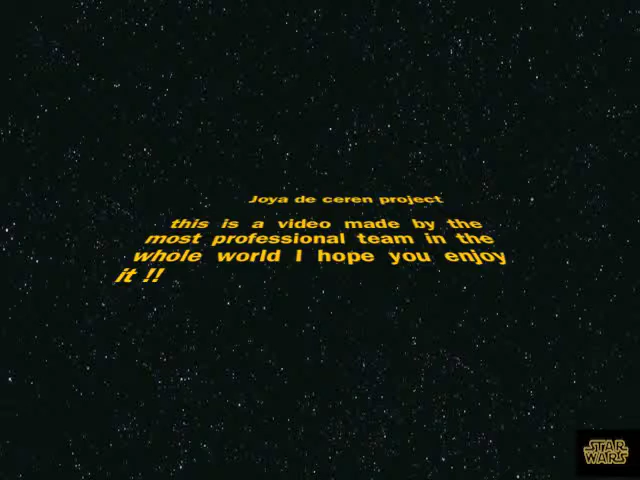 Joya de ceren project
this is a video made by the
most professional team in the
whole world I hope you enjoy
it !!
STAR
WARS